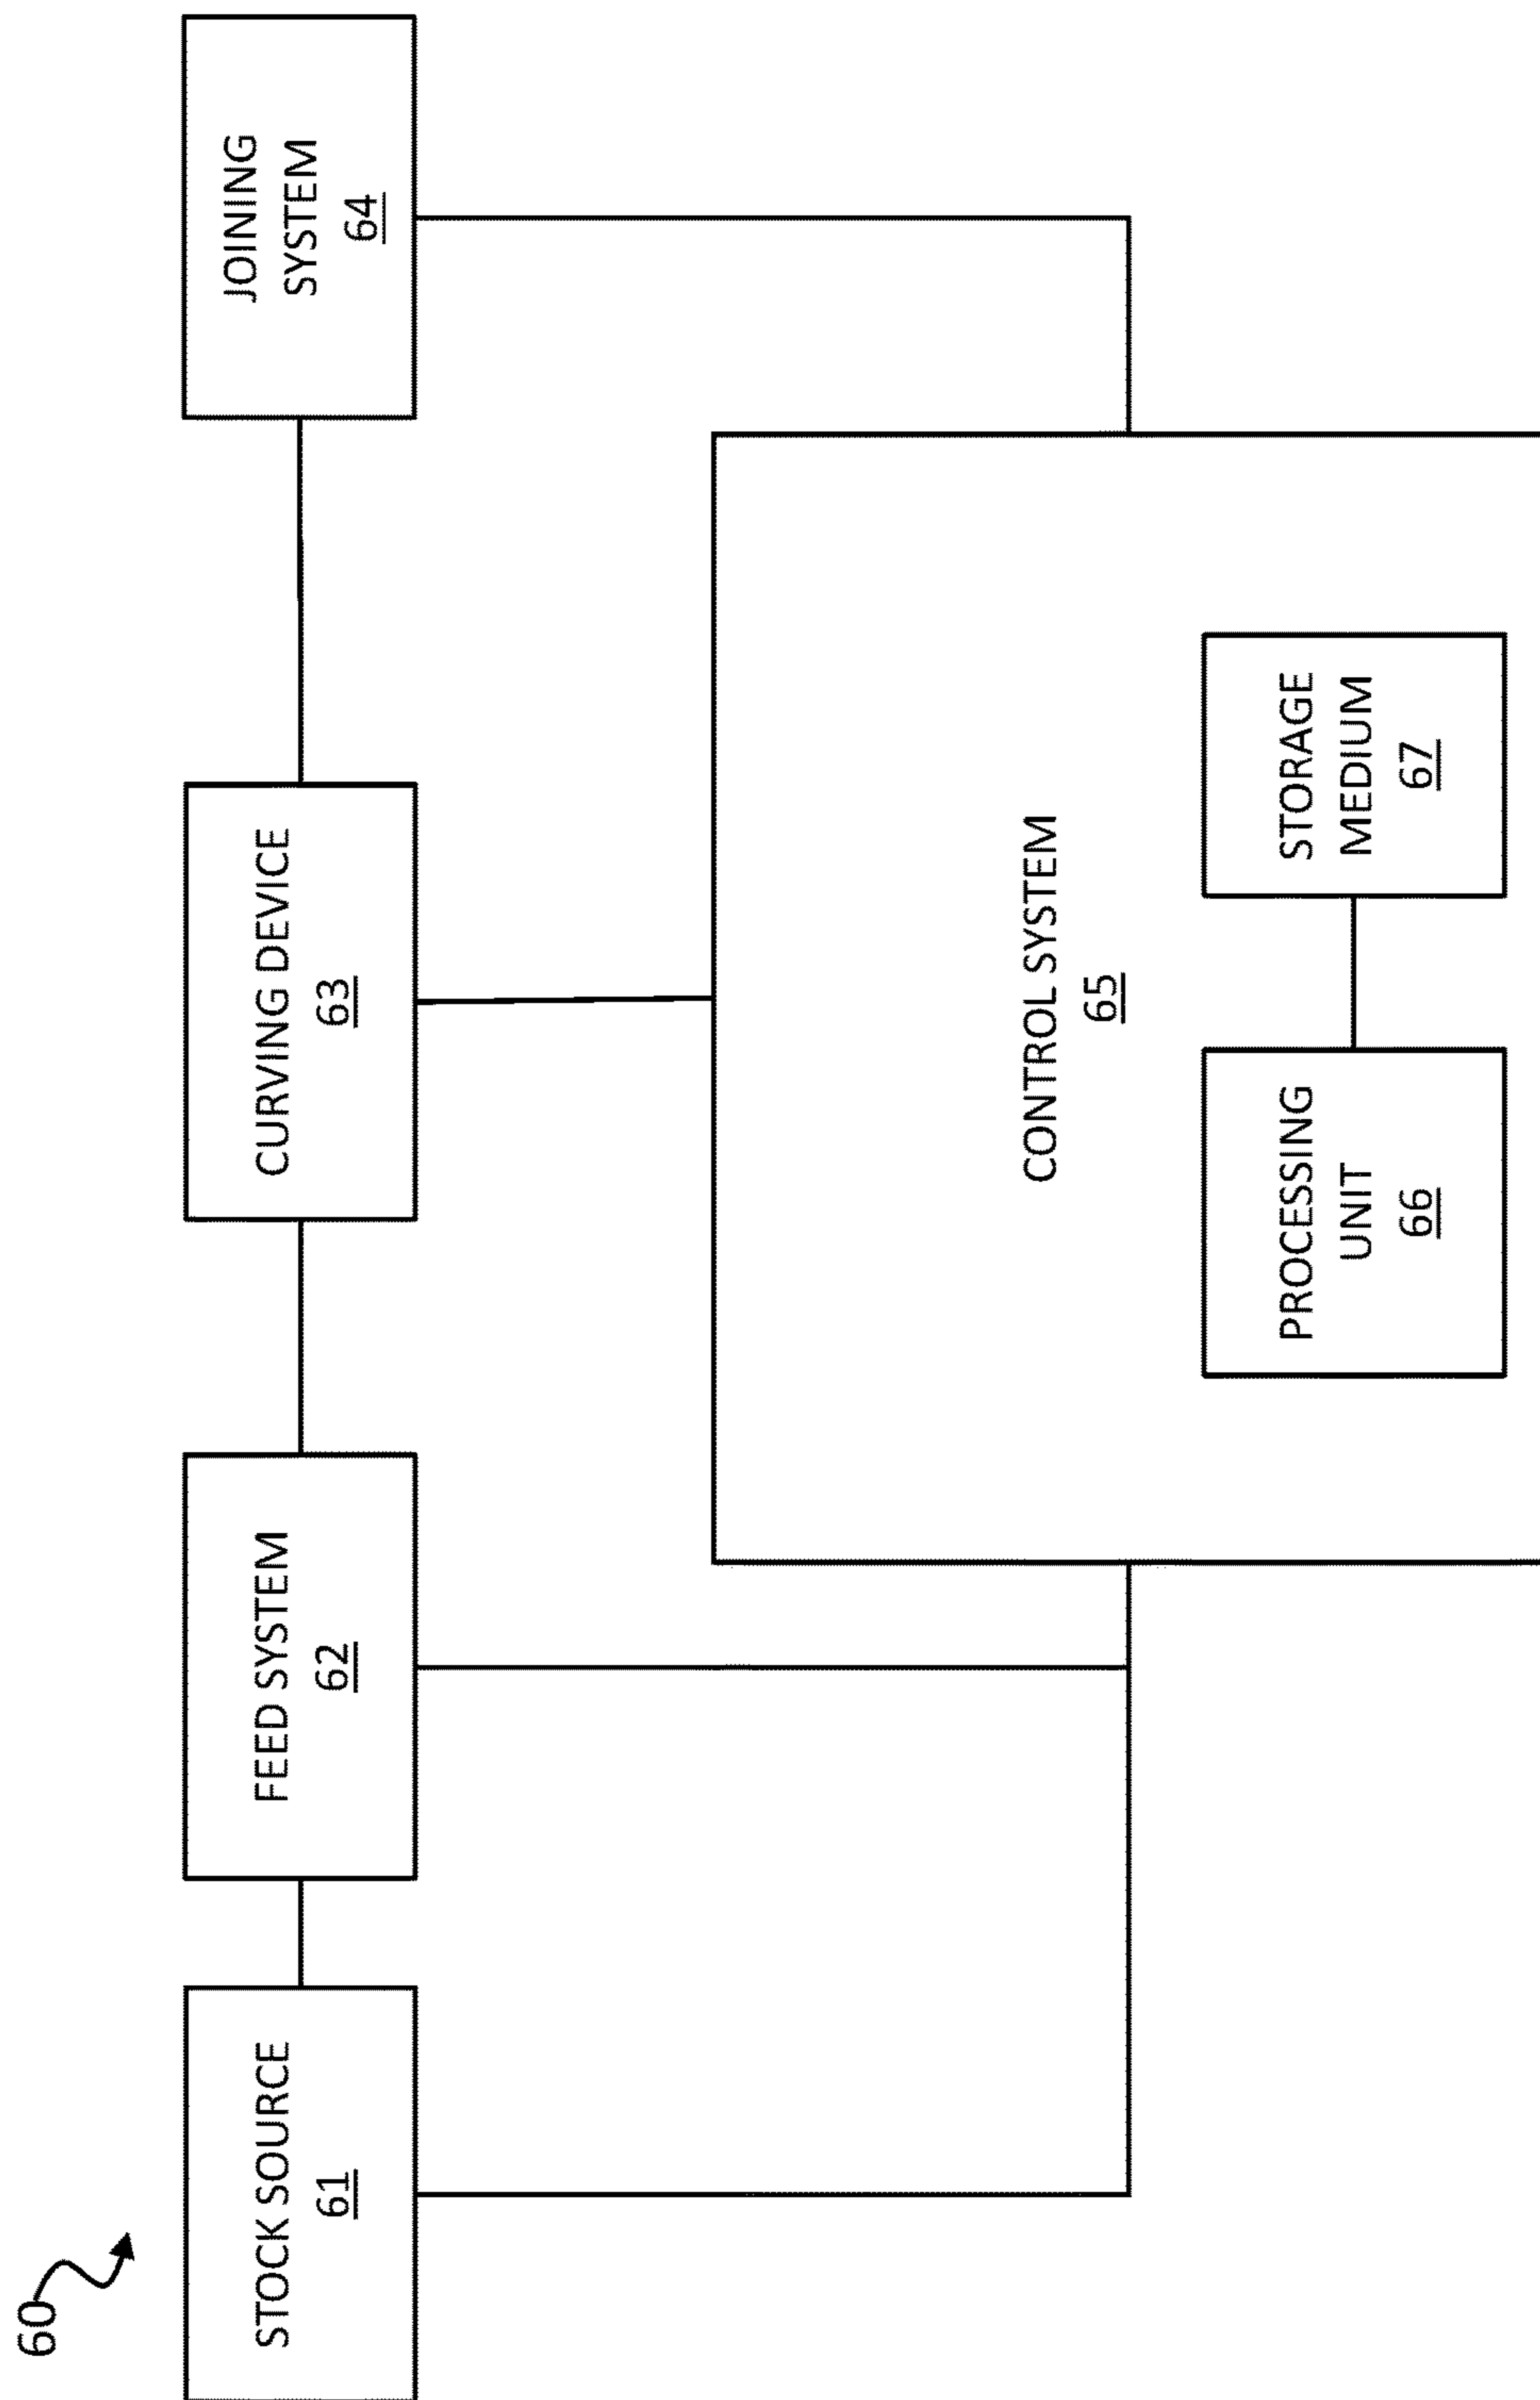 60
STOCK SOURCE
61
FEED SYSTEM
62
CURVING DEVICE
63
JOINING
SYSTEM
64
CONTROL SYSTEM
65
PROCESSING
UNIT
66
STORAGE
MEDIUM
67